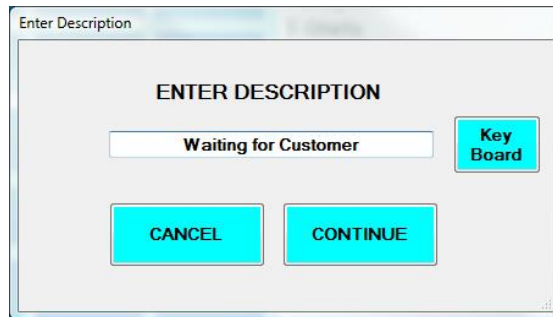 Enter Description
ENTER DESCRIPTION
Waiting for Customer
Key
Board
CANCEL
CONTINUE